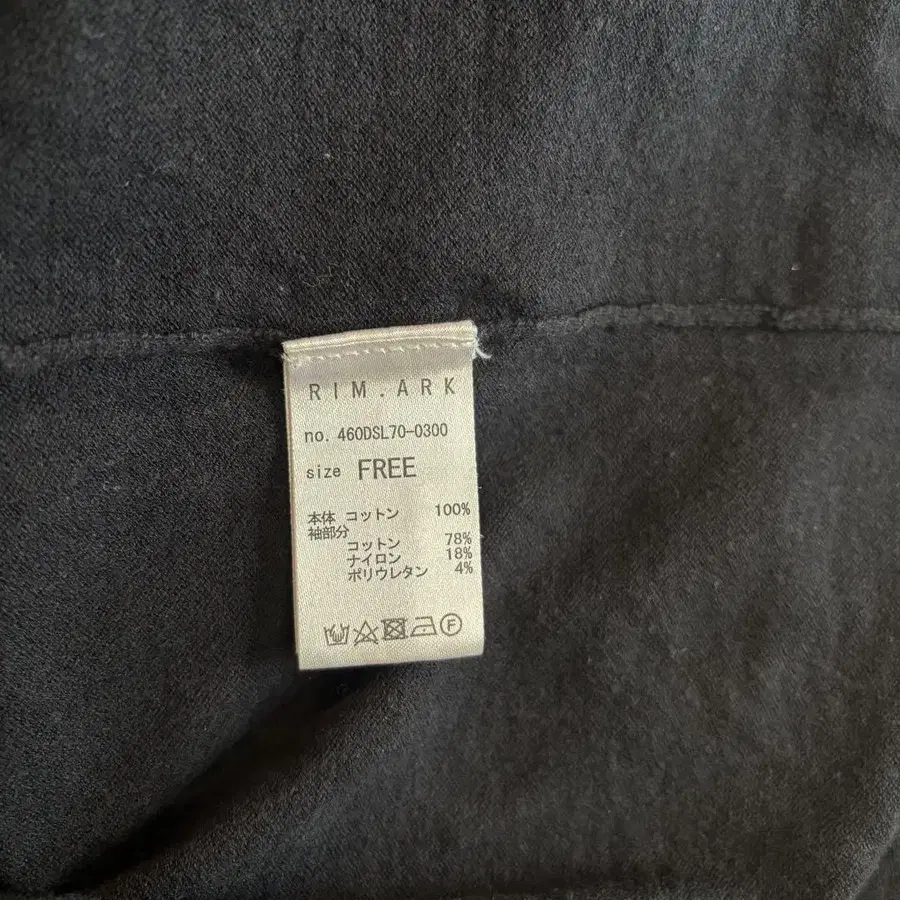 RIM.ARK
no. 460DSL70-0300
size FREE
本体 コットン 100%
袖部分
コットン 78%
ナイロン 18%
ポリウレタン 4%
F